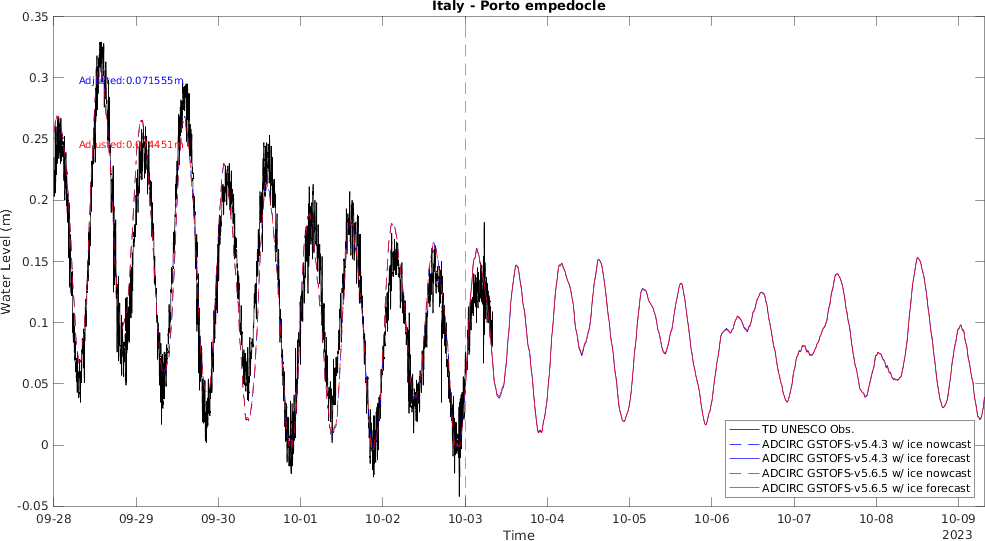 Italy - Porto empedocle
0.35
0.3
0.25
0.2
0.15
0.1
0.05
0
-0.05
Water Level (m)
Adjusted:0.071555m
Adjusted:0.074451m
TD UNESCO Obs.
ADCIRC GSTOFS-v5.4.3 w/ ice nowcast
ADCIRC GSTOFS-v5.4.3 w/ ice forecast
ADCIRC GSTOFS-v5.6.5 w/ ice nowcast
ADCIRC GSTOFS-v5.6.5 w/ ice forecast
09-28 09-29 09-30 10-01 10-02 10-03 10-04 10-05 10-06 10-07 10-08 10-09
Time
2023